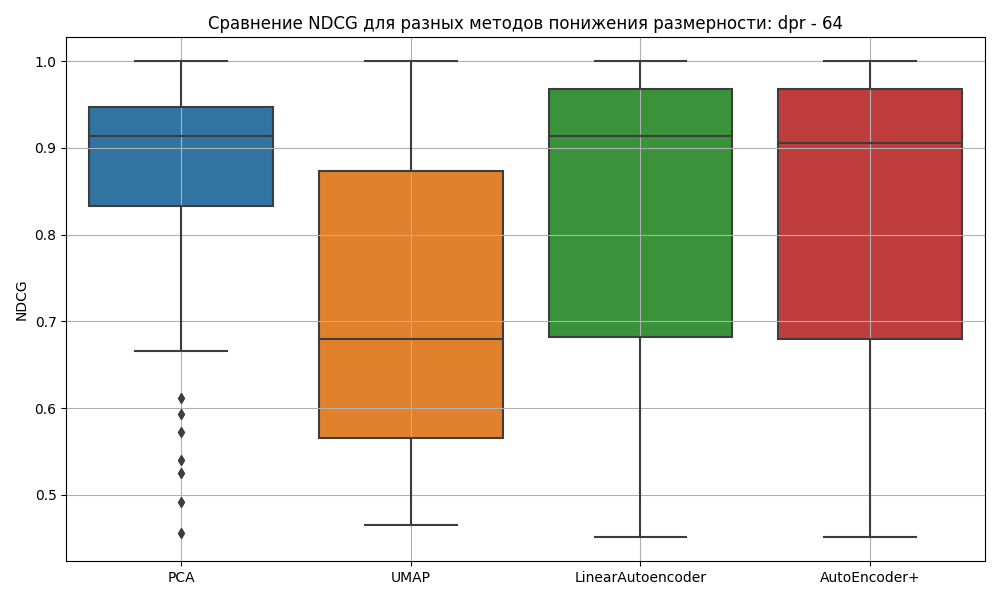 Сравнение NDCG для разных методов понижения размерности: dpr - 64
1.0
0.9
0.8
0.7
0.6
0.5
NDCG
PCA
UMAP
LinearAutoencoder
AutoEncoder+